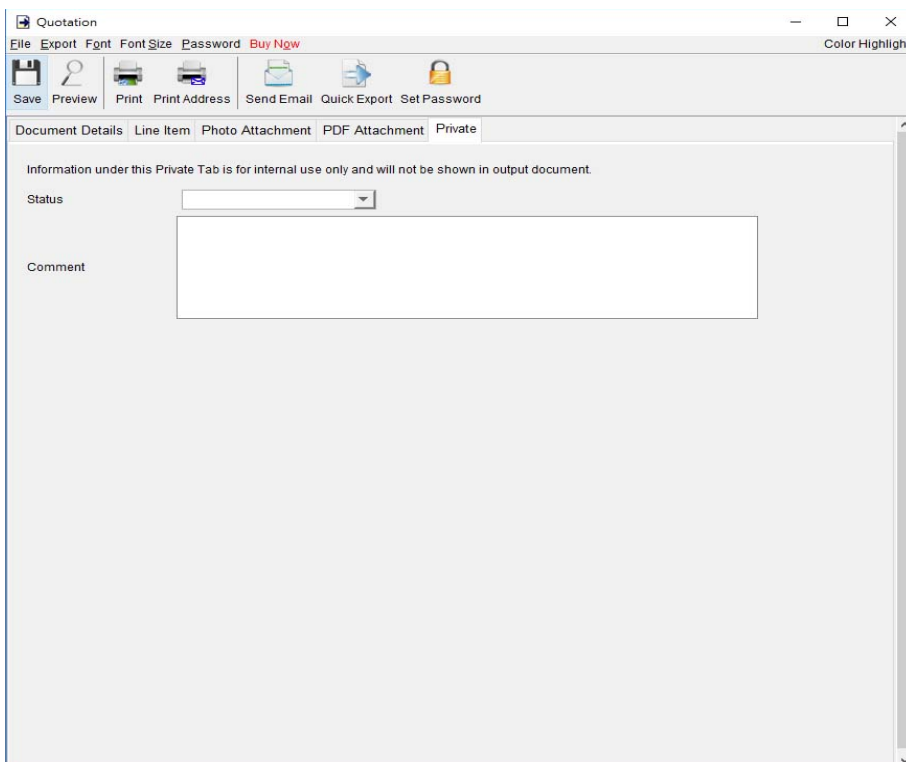 Quotation
File Export Font Font Size Password Buy Now Color Highligh
Save Preview Print Print Address Send Email Quick Export Set Password
Document Details Line Item Photo Attachment PDF Attachment Private
Information under this Private Tab is for internal use only and will not be shown in output document.
Status
Comment